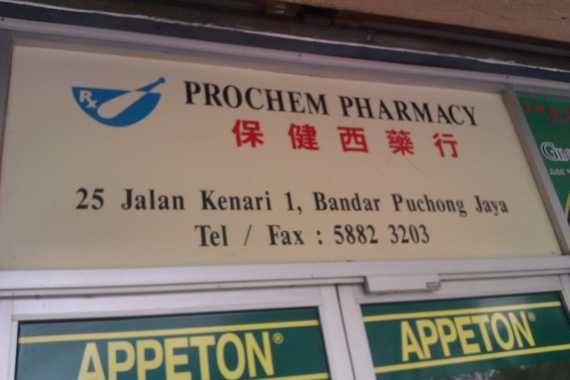 Rx
PROCHEM PHARMACY
保健西藥行
25 Jalan Kenari 1, Bandar Puchong Jaya
Tel / Fax : 5882 3203
APPETON®
APPETON®